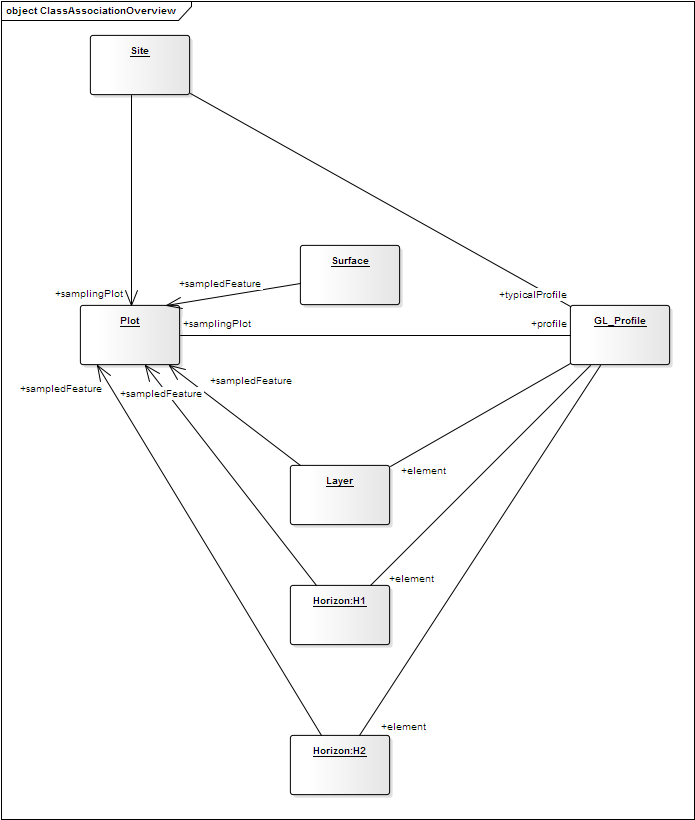 object ClassAssociationOverview
Site
Surface
+sampledFeature
+samplingPlot
+typicalProfile
Plot
+samplingPlot
+profile
GL_Profile
+sampledFeature
+sampledFeature
+sampledFeature
+element
Layer
+element
Horizon:H1
+element
Horizon:H2